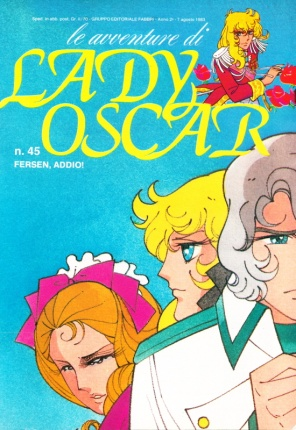 Sped. in abb. post. Gr. II/70 - GRUPPO EDITORIALE FABBRI - Anno 2° - 7 agosto 1983
le avventure di
LADY
OSCAR
n. 45
FERSEN, ADDIO!